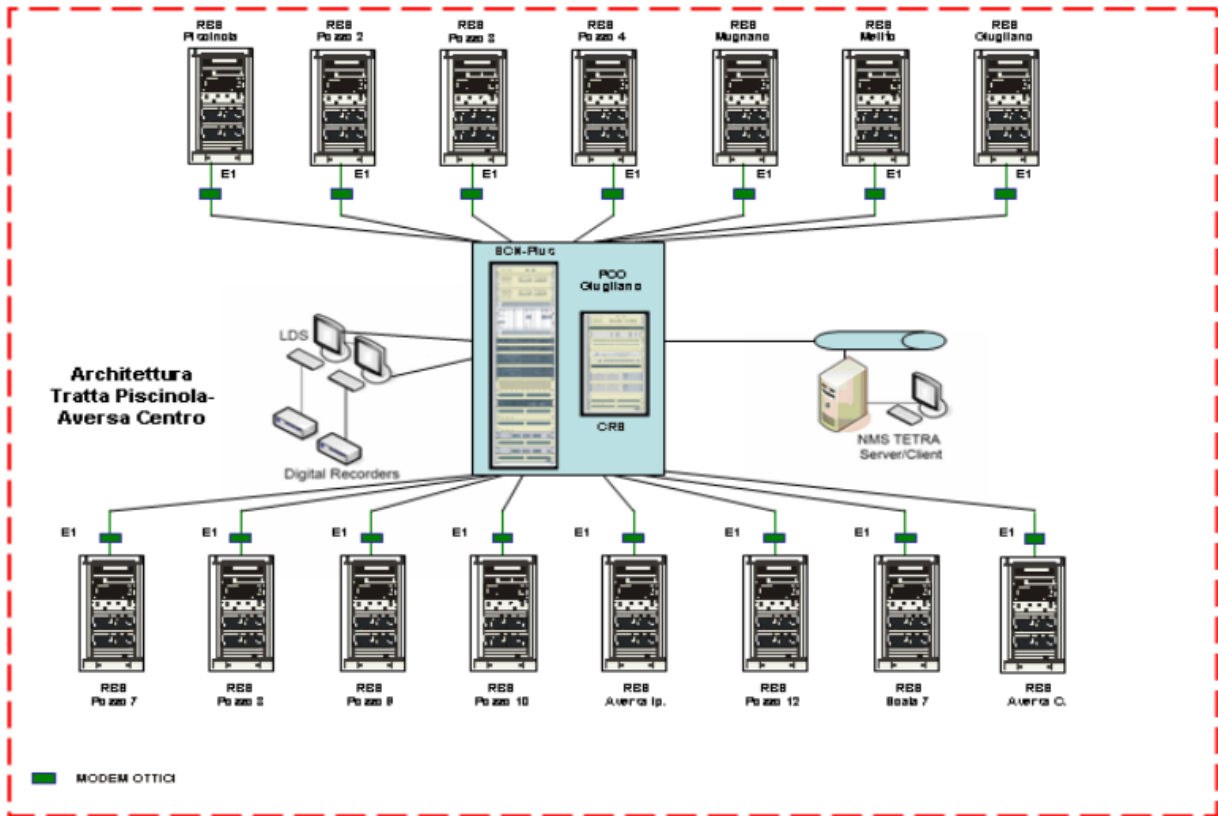 RBS RBS RBS RBS RBS RBS RBS
Piscinola Pozzo 2 Pozzo 3 Pozzo 4 Mugnano Melito Giugliano
E1 E1 E1 E1 E1 E1 E1
SCN-Plus
PCO
Giugliano
LDS
Architettura
Tratta Piscinola-
Aversa Centro
CRS
NMS TETRA
Server/Client
Digital Recorders
E1 E1 E1 E1 E1 E1 E1 E1
RBS RBS RBS RBS RBS RBS RBS RBS
Pozzo 7 Pozzo 8 Pozzo 9 Pozzo 10 Aversa Ip. Pozzo 12 Scala 7 Aversa C.
MODEM OTTICI